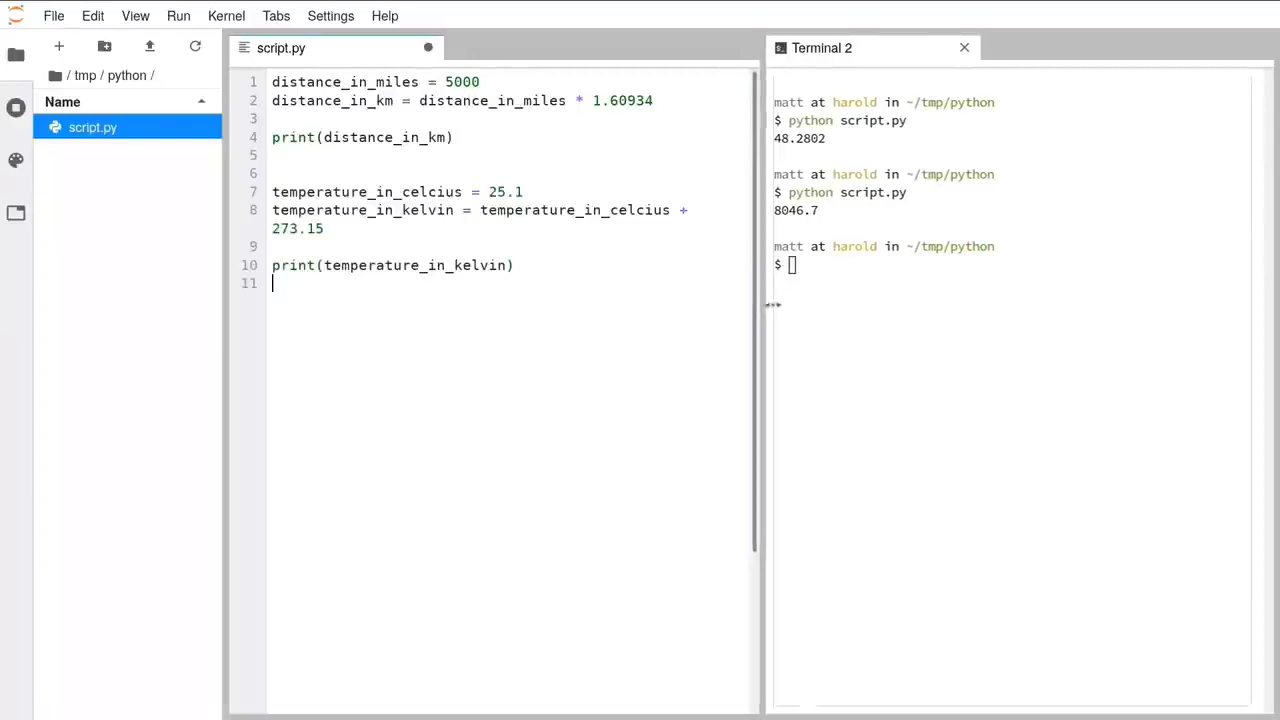 File Edit View Run Kernel Tabs Settings Help
/ tmp / python /
Name
script.py
script.py
1 distance_in_miles = 5000
2 distance_in_km = distance_in_miles * 1.60934
3
4 print(distance_in_km)
5
6
7 temperature_in_celcius = 25.1
8 temperature_in_kelvin = temperature_in_celcius +
273.15
9
10 print(temperature_in_kelvin)
11
Terminal 2
matt at harold in ~/tmp/python
$ python script.py
48.2802
matt at harold in ~/tmp/python
$ python script.py
8046.7
matt at harold in ~/tmp/python
$